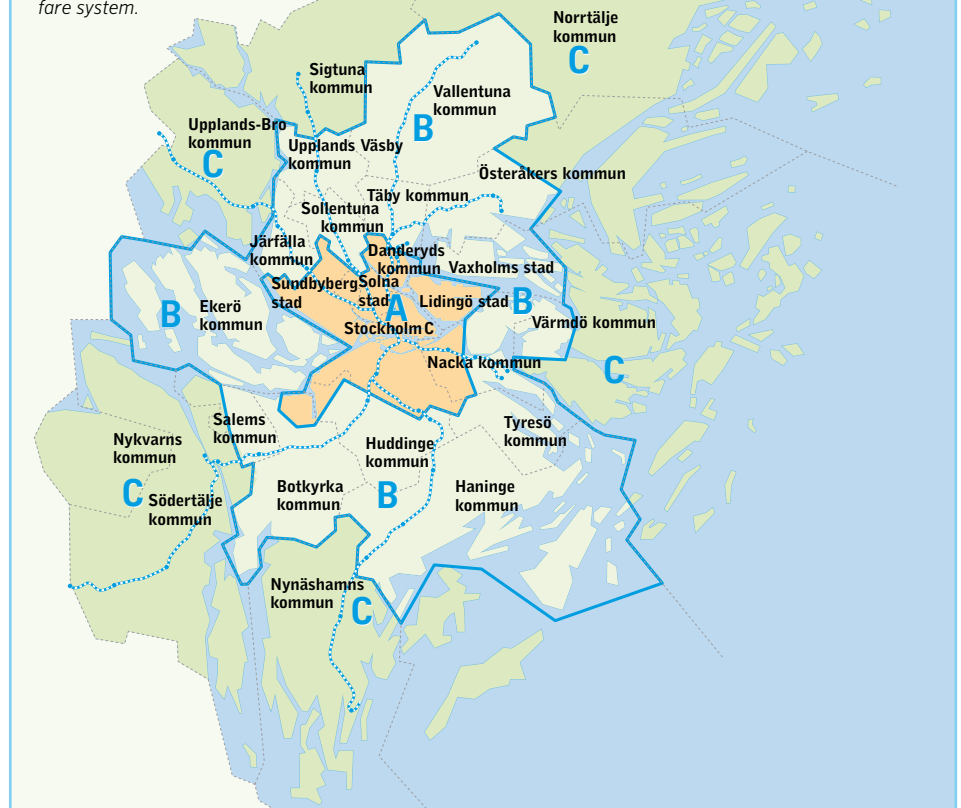 fare system.
Norrtälje
kommun
C
Sigtuna
kommun
Vallentuna
kommun
B
Upplands-Bro
kommun
C
Upplands Väsby
kommun
Österåkers kommun
Täby kommun
Sollentuna
kommun
Järfälla
kommun
Danderyds
kommun
Vaxholms stad
Sundbyberg
stad
Solna
stad
A
Lidingö stad
B
Ekerö
kommun
B
Stockholm C
Värmdö kommun
Nacka kommun
C
Salems
kommun
Tyresö
kommun
Nykvarns
kommun
Huddinge
kommun
C
Södertälje
kommun
Botkyrka
kommun
B
Haninge
kommun
Nynäshamns
kommun
C